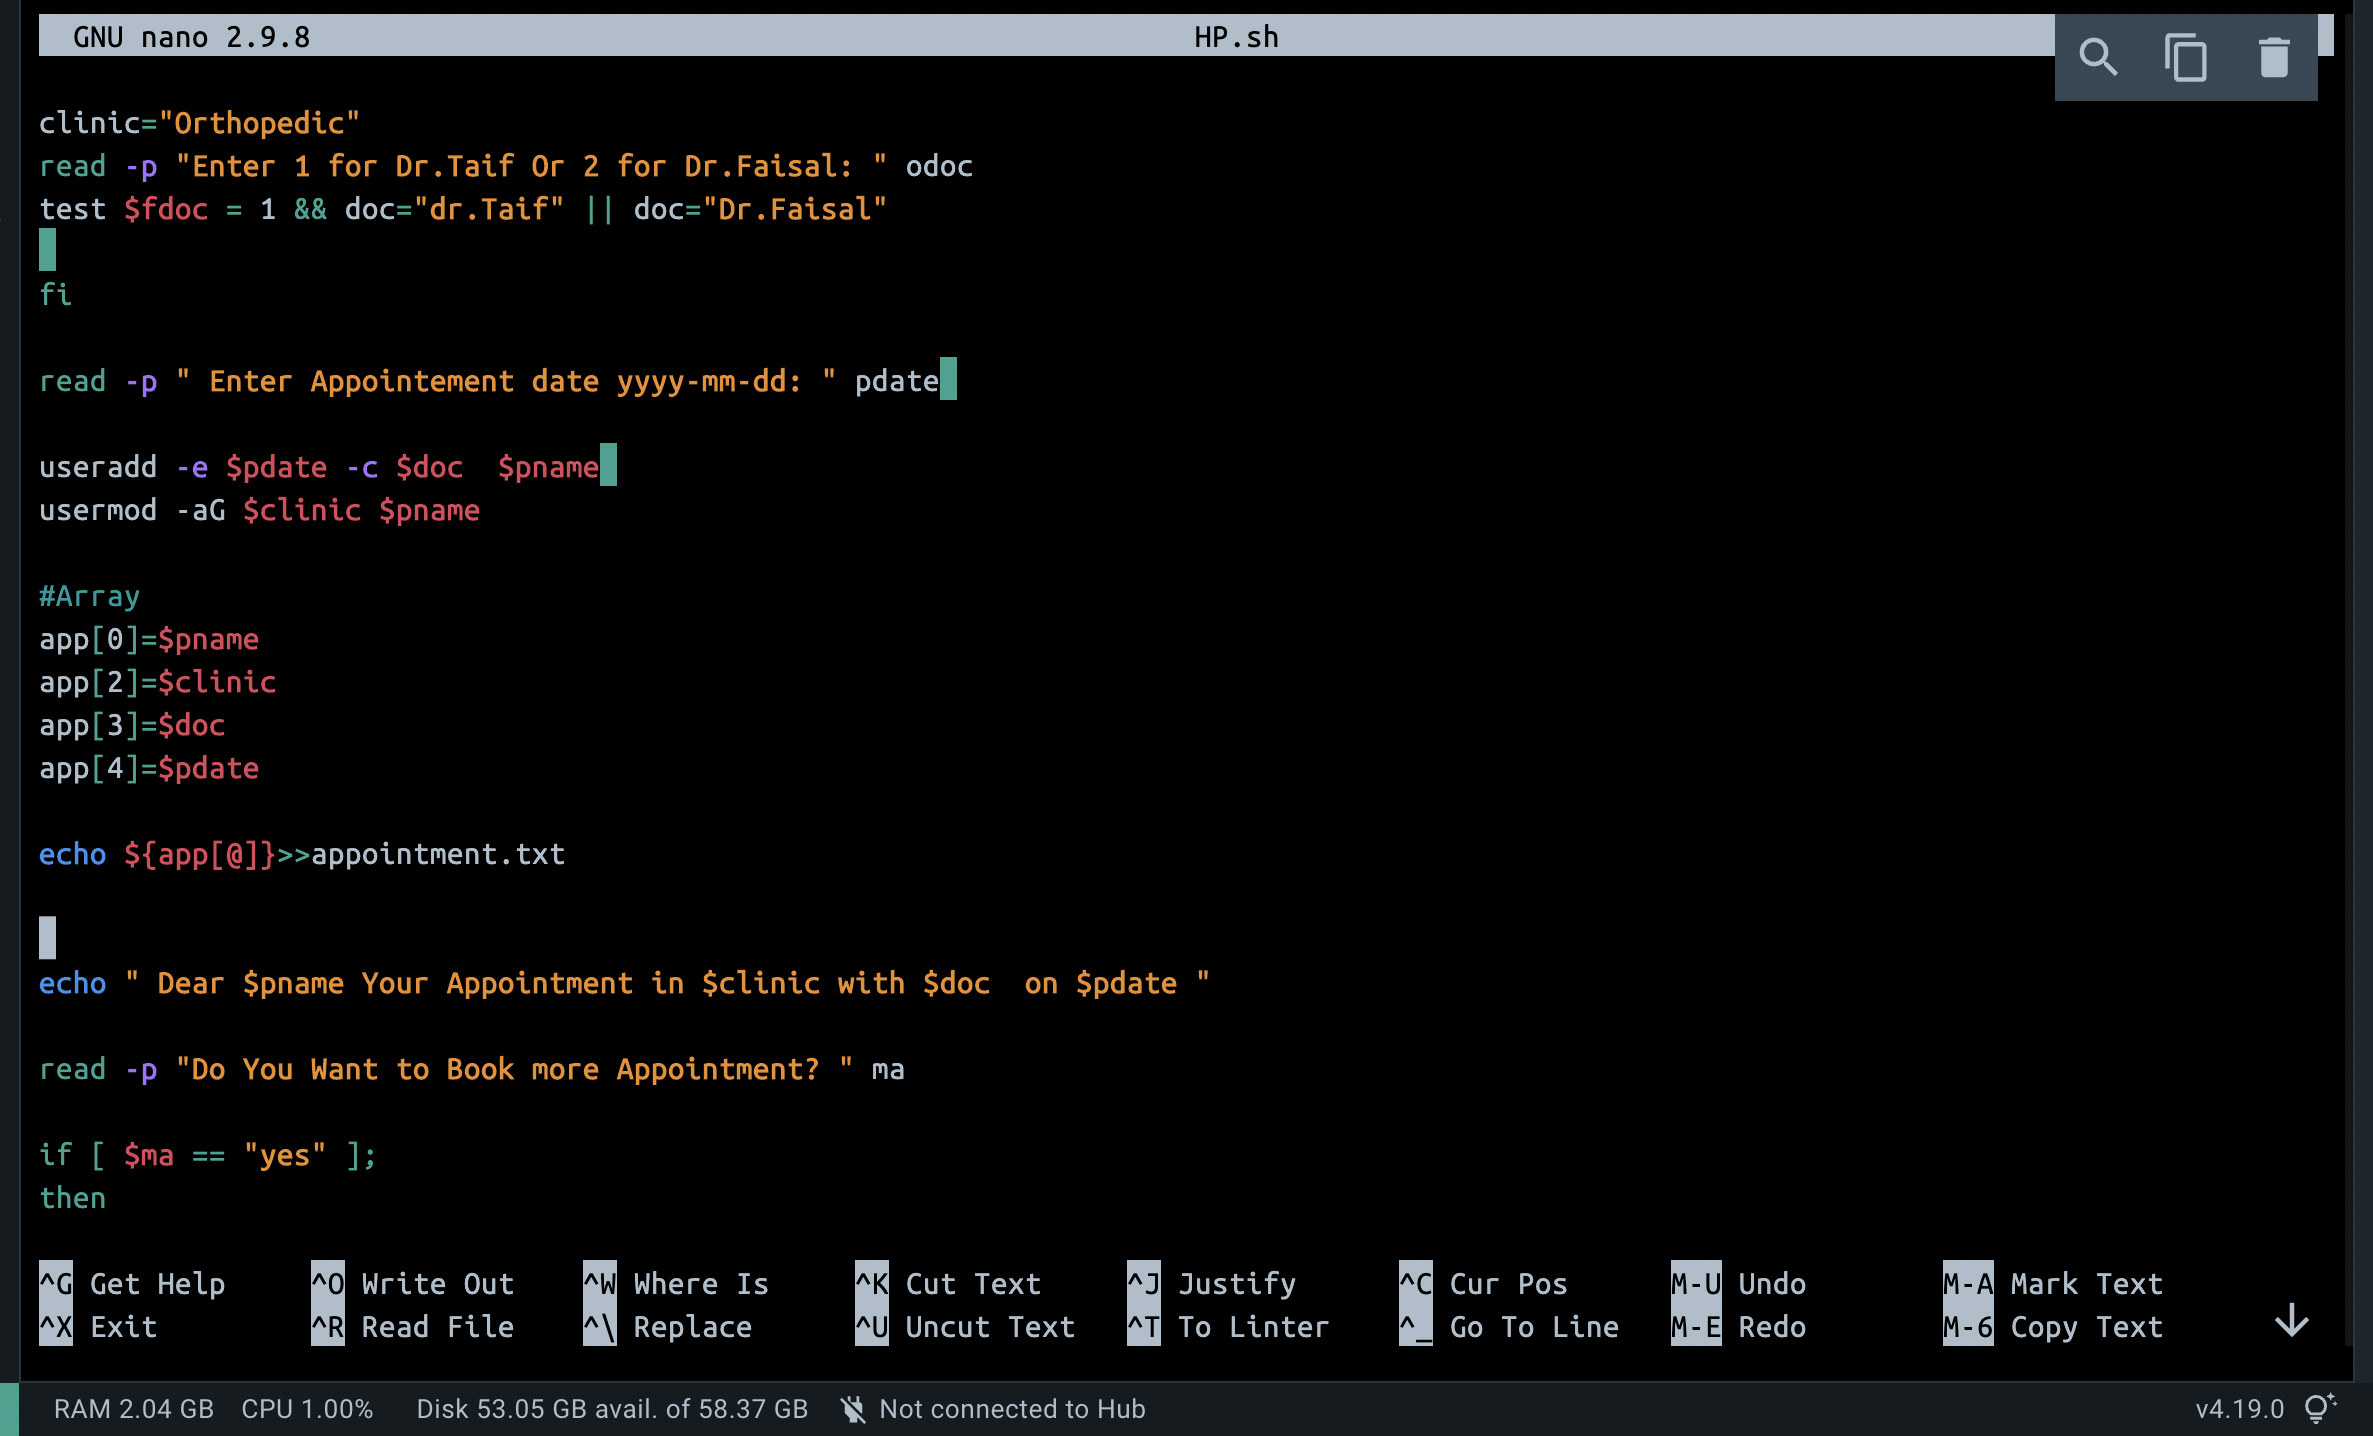 GNU nano 2.9.8 HP.sh
clinic="Orthopedic"
read -p "Enter 1 for Dr.Taif Or 2 for Dr.Faisal: " odoc
test $fdoc = 1 && doc="dr.Taif" || doc="Dr.Faisal"
fi
read -p " Enter Appointement date yyyy-mm-dd: " pdate
useradd -e $pdate -c $doc  $pname
usermod -aG $clinic $pname
#Array
app[0]=$pname
app[2]=$clinic
app[3]=$doc
app[4]=$pdate
echo ${app[@]}>>appointment.txt
echo " Dear $pname Your Appointment in $clinic with $doc  on $pdate "
read -p "Do You Want to Book more Appointment? " ma
if [ $ma == "yes" ];
then
^G Get Help ^O Write Out ^W Where Is ^K Cut Text ^J Justify ^C Cur Pos M-U Undo M-A Mark Text
^X Exit ^R Read File ^\ Replace ^U Uncut Text ^T To Linter ^_ Go To Line M-E Redo M-6 Copy Text
RAM 2.04 GB CPU 1.00% Disk 53.05 GB avail. of 58.37 GB Not connected to Hub v4.19.0